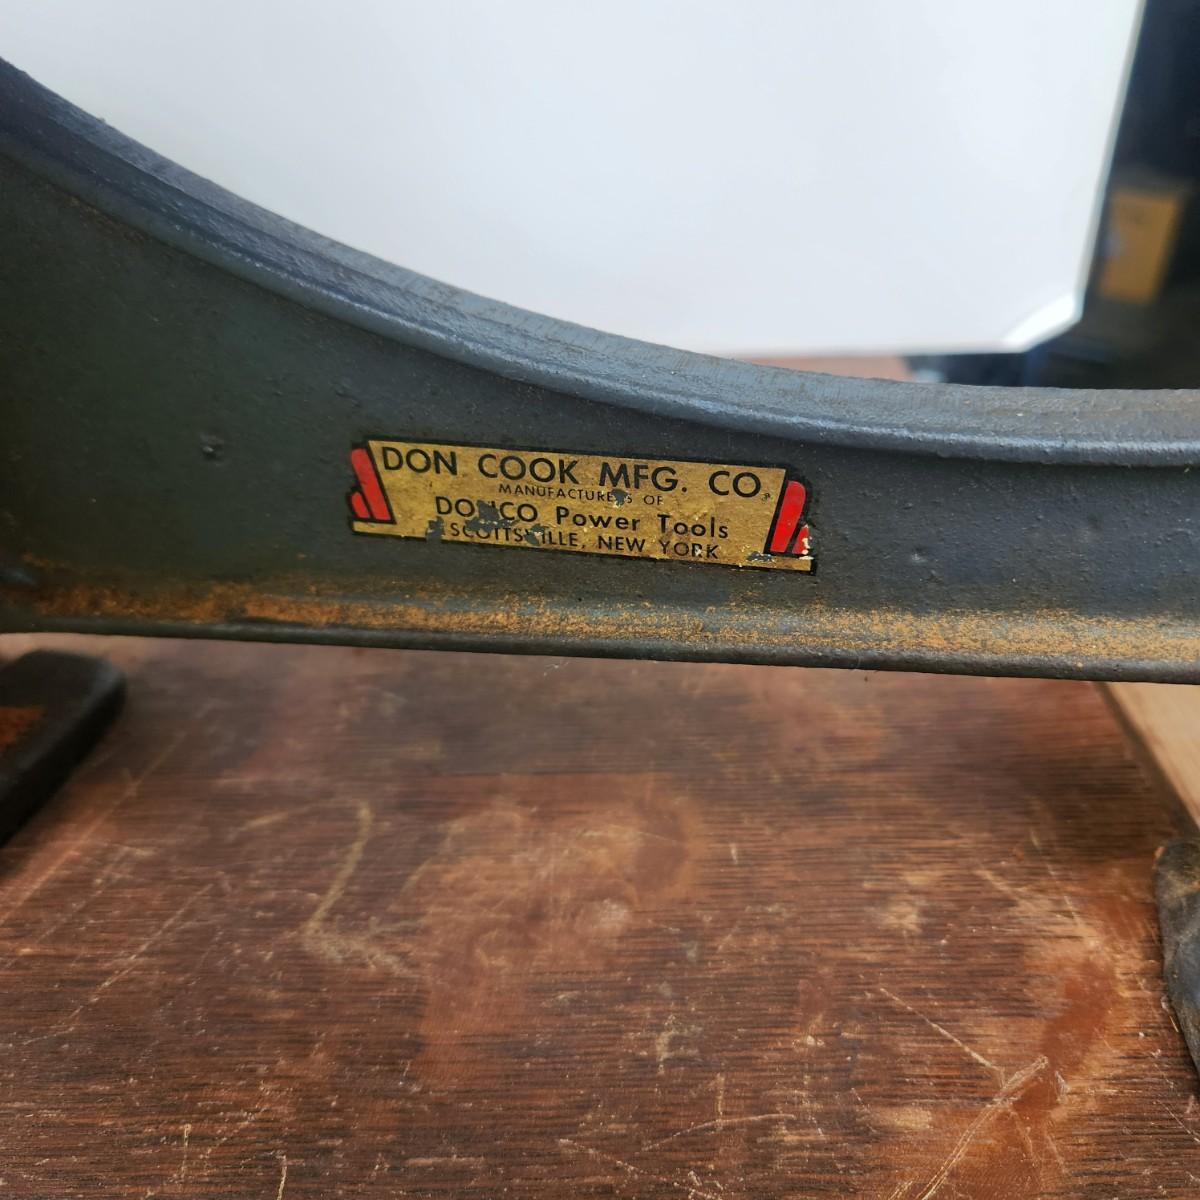 DON COOK MFG. CO.
MANUFACTURERS OF
DONCO Power Tools
SCOTTSVILLE, NEW YORK